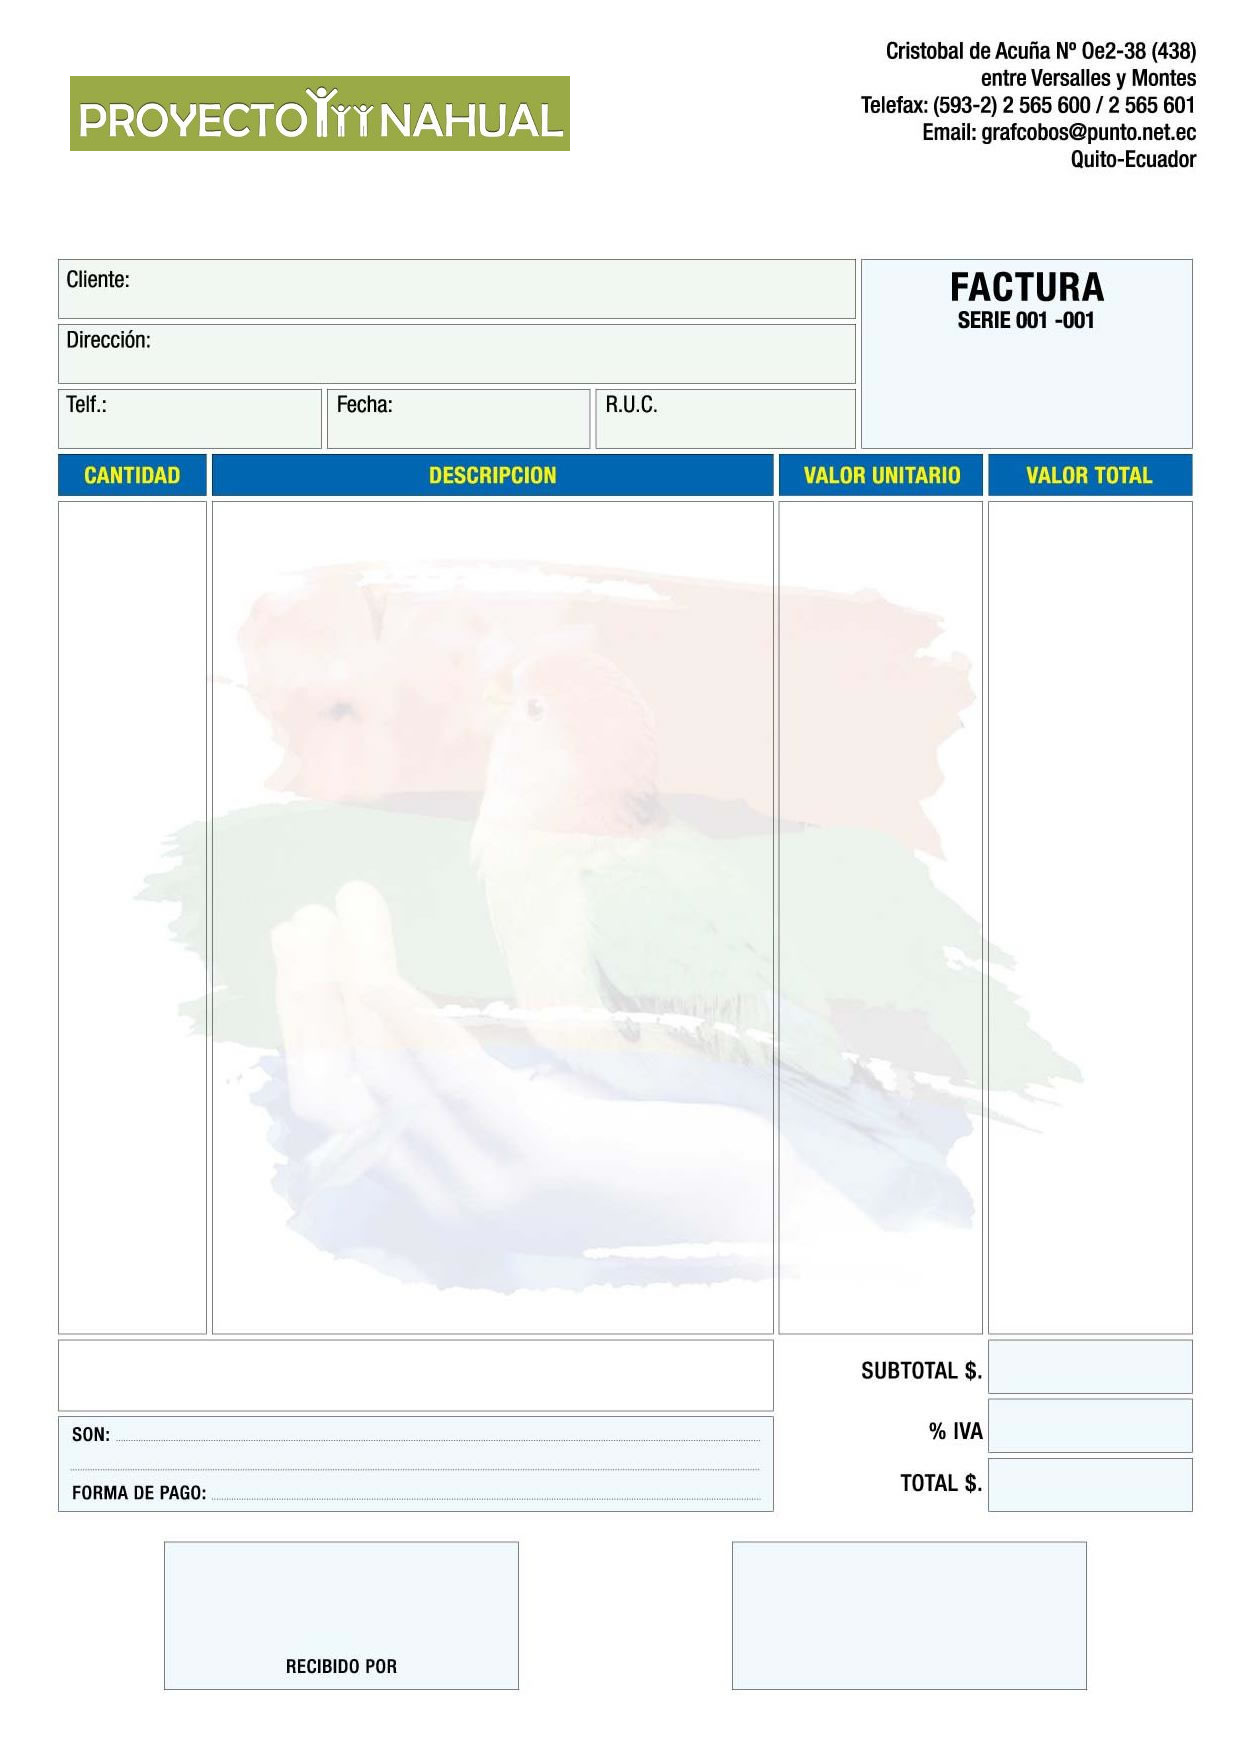 PROYECTO NAHUAL
Cristobal de Acuña Nº Oe2-38 (438)
entre Versalles y Montes
Telefax: (593-2) 2 565 600 / 2 565 601
Email: grafcobos@punto.net.ec
Quito-Ecuador
Cliente:
Dirección:
Telf.:
Fecha:
R.U.C.
FACTURA
SERIE 001 -001
CANTIDAD
DESCRIPCION
VALOR UNITARIO
VALOR TOTAL
SUBTOTAL $.
% IVA
TOTAL $.
SON:
FORMA DE PAGO:
RECIBIDO POR